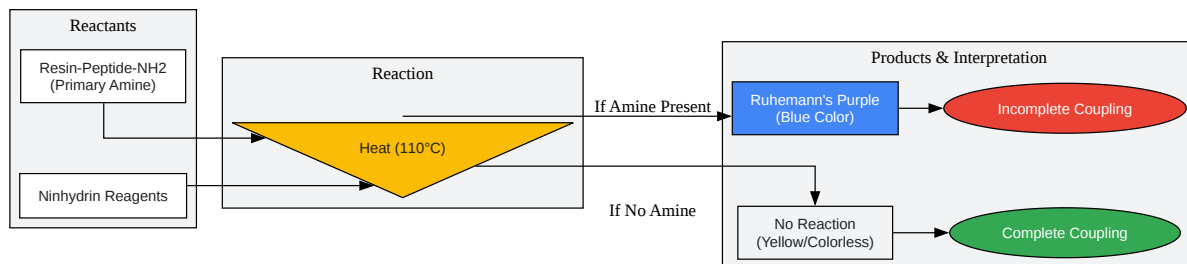 Reactants
Resin-Peptide-NH2
(Primary Amine)
Ninhydrin Reagents
Reaction
Heat (110°C)
If Amine Present
If No Amine
Products & Interpretation
Ruhemann's Purple
(Blue Color)
Incomplete Coupling
No Reaction
(Yellow/Colorless)
Complete Coupling